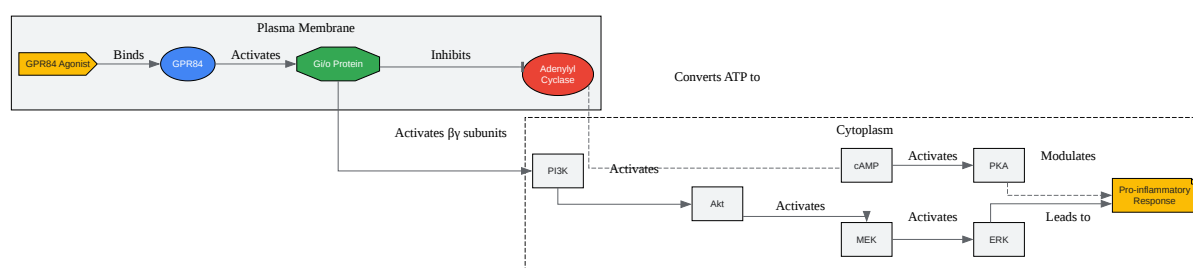 Plasma Membrane
GPR84 Agonist
Binds
GPR84
Activates
Gi/o Protein
Inhibits
Adenylyl
Cyclase
Converts ATP to
Activates βγ subunits
Cytoplasm
PI3K
Activates
cAMP
Activates
PKA
Modulates
Akt
Activates
MEK
Activates
ERK
Leads to
Pro-inflammatory
Response